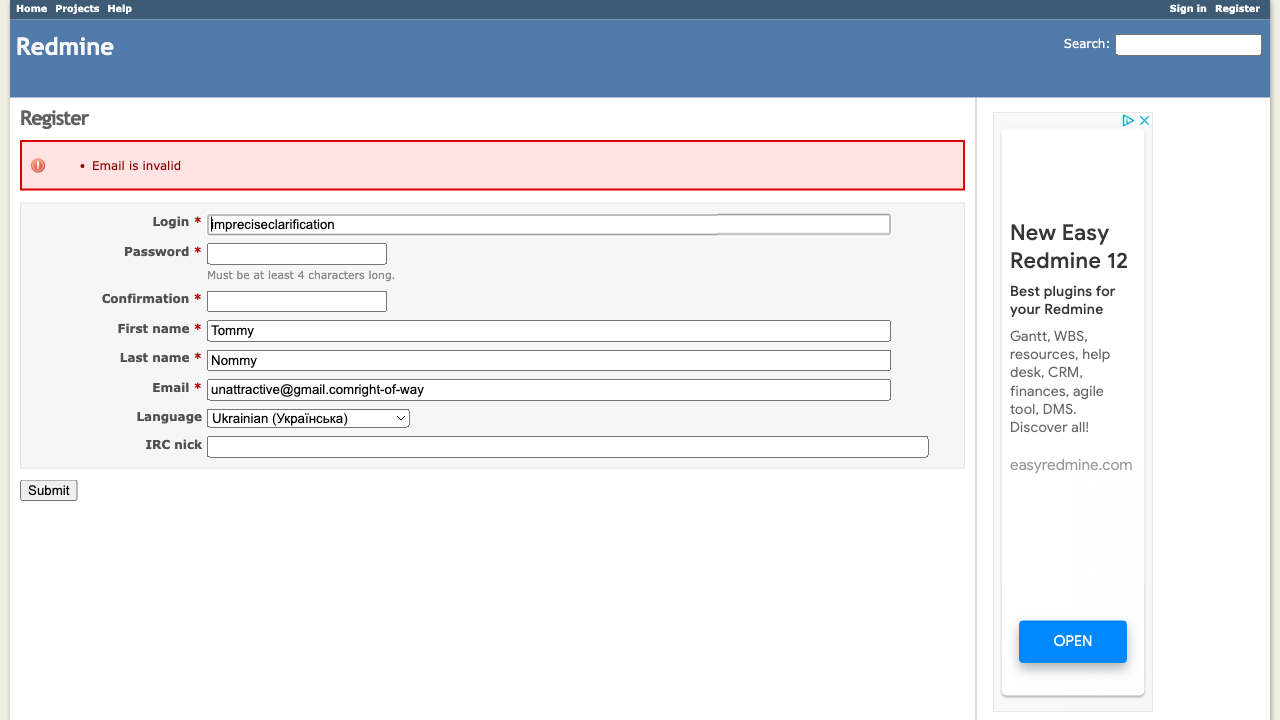 Home Projects Help Sign in Register
Redmine
Search:
Register
• Email is invalid
Login *
impreciseclarification
Password *
Must be at least 4 characters long.
Confirmation *
First name *
Tommy
Last name *
Nommy
Email *
unattractive@gmail.comright-of-way
Language
Ukrainian (Українська)
IRC nick
Submit
New Easy
Redmine 12
Best plugins for
your Redmine
Gantt, WBS,
resources, help
desk, CRM,
finances, agile
tool, DMS.
Discover all!
easyredmine.com
OPEN